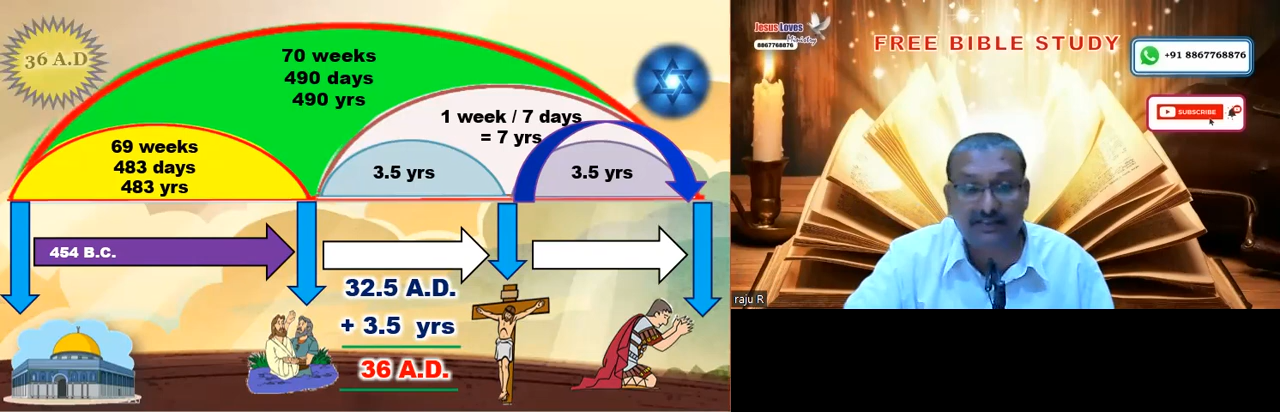 36 A.D
70 weeks
490 days
490 yrs
1 week / 7 days
= 7 yrs
69 weeks
483 days
483 yrs
3.5 yrs
3.5 yrs
454 B.C.
32.5 A.D.
+ 3.5 yrs
36 A.D.
Jesus Loves
Ministry
8867768876
FREE BIBLE STUDY
+91 8867768876
SUBSCRIBE
raju R